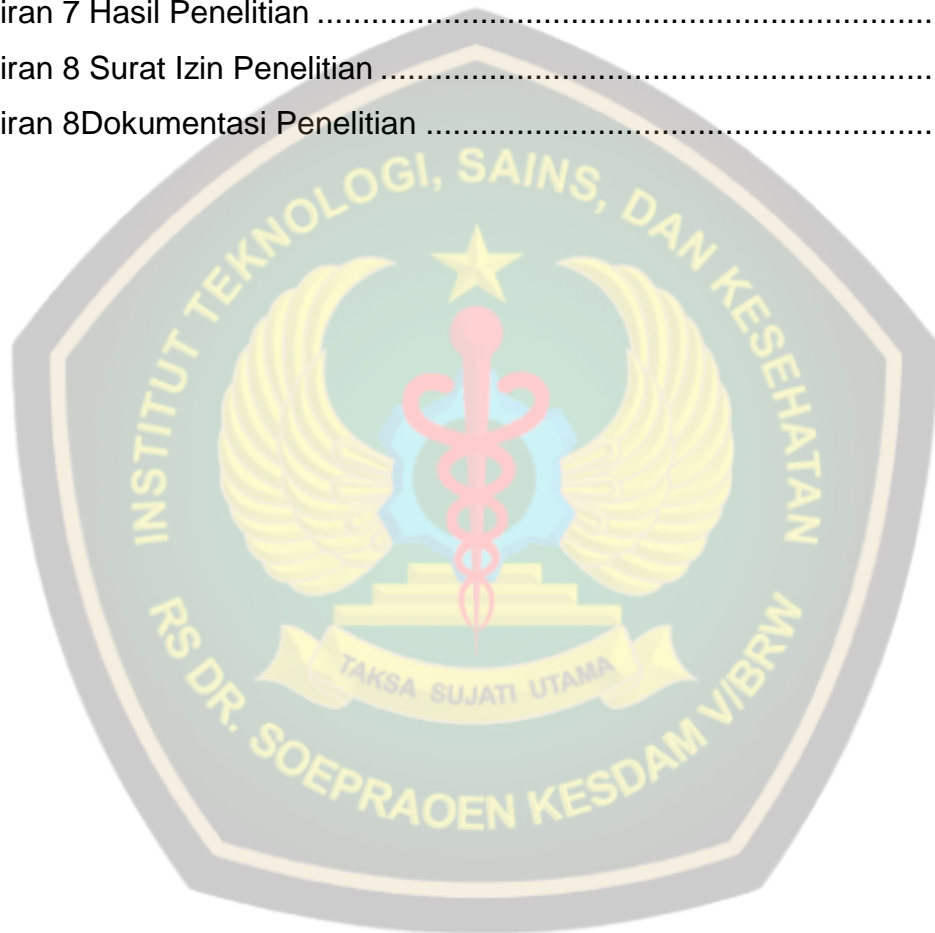 iran 7 Hasil Penelitian ....................................................................
iran 8 Surat Izin Penelitian .............................................................
iran 8Dokumentasi Penelitian ........................................................
INSTITUT TEKNOLOGI, SAINS, DAN KESEHATAN
TAKSA SUJATI UTAMA
RS DR. SOEPRAOEN KESDAM V/BRW